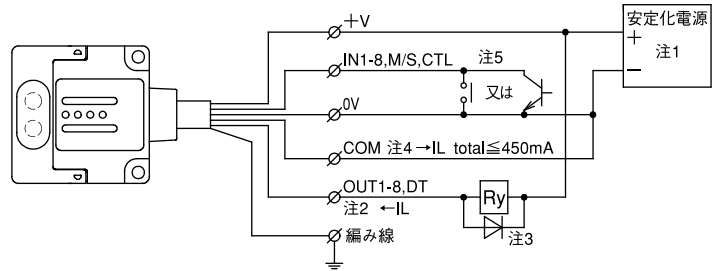 +V
安定化電源
+
注1
−
IN1-8,M/S,CTL
注5
又は
0V
COM 注4 →IL total≦450mA
OUT1-8,DT
注2 ←IL
Ry
注3
編み線